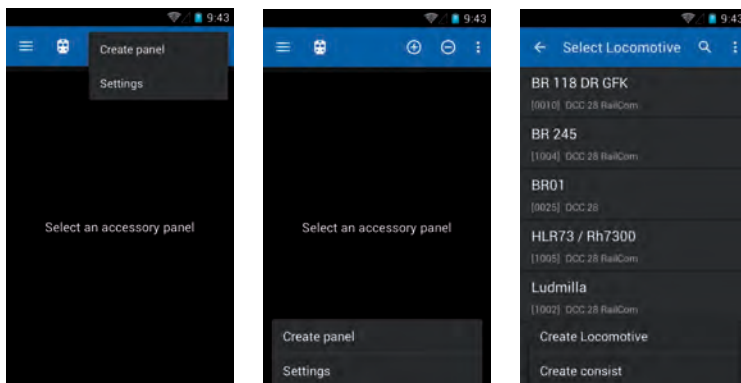 9:43
Create panel
Settings
Select an accessory panel
9:43
Select an accessory panel
Create panel
Settings
9:43
Select Locomotive
BR 118 DR GFK
[0010] DCC 28 RailCom
BR 245
[1004] DCC 28 RailCom
BR01
[0025] DCC 28
HLR73 / Rh7300
[1005] DCC 28 RailCom
Ludmilla
[1002] DCC 28 RailCom
Create Locomotive
Create consist